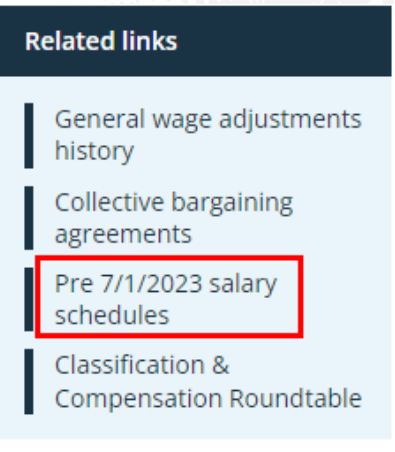 Related links
General wage adjustments
history
Collective bargaining
agreements
Pre 7/1/2023 salary
schedules
Classification &
Compensation Roundtable